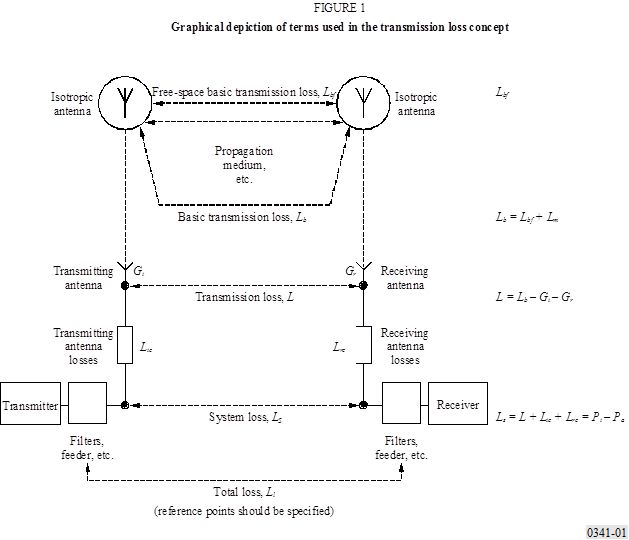 FIGURE 1
Graphical depiction of terms used in the transmission loss concept
Free-space basic transmission loss, Lbf
Isotropic
antenna
Isotropic
antenna
Lbf
Propagation
medium,
etc.
Basic transmission loss, Lb
Lb = Lbf + Lm
Transmitting
antenna
Gt
Gr
Receiving
antenna
Transmission loss, L
L = Lb – Gt – Gr
Transmitting
antenna
losses
Ltc
Lrc
Receiving
antenna
losses
Transmitter
System loss, Ls
Receiver
Ls = L + Ltc + Lrc = Pt – Pa
Filters,
feeder, etc.
Filters,
feeder, etc.
Total loss, Ll
(reference points should be specified)
0341-01